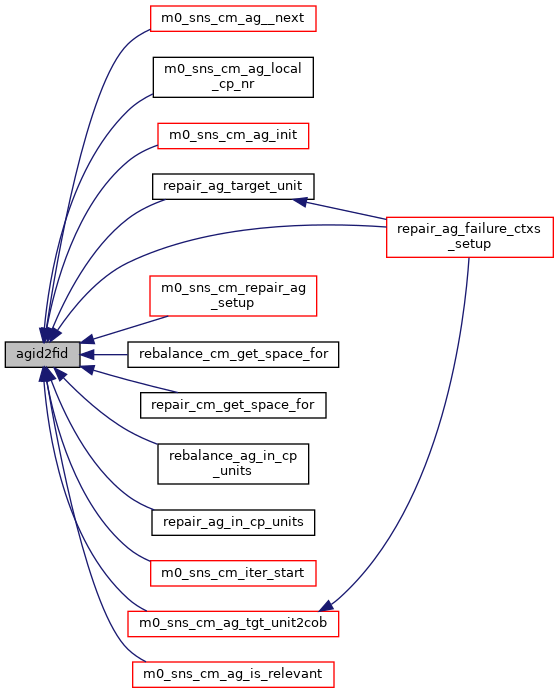 m0_sns_cm_ag__next
m0_sns_cm_ag_local
_cp_nr
m0_sns_cm_ag_init
repair_ag_target_unit
repair_ag_failure_ctxs
_setup
m0_sns_cm_repair_ag
_setup
agid2fid
rebalance_cm_get_space_for
repair_cm_get_space_for
rebalance_ag_in_cp
_units
repair_ag_in_cp_units
m0_sns_cm_iter_start
m0_sns_cm_ag_tgt_unit2cob
m0_sns_cm_ag_is_relevant